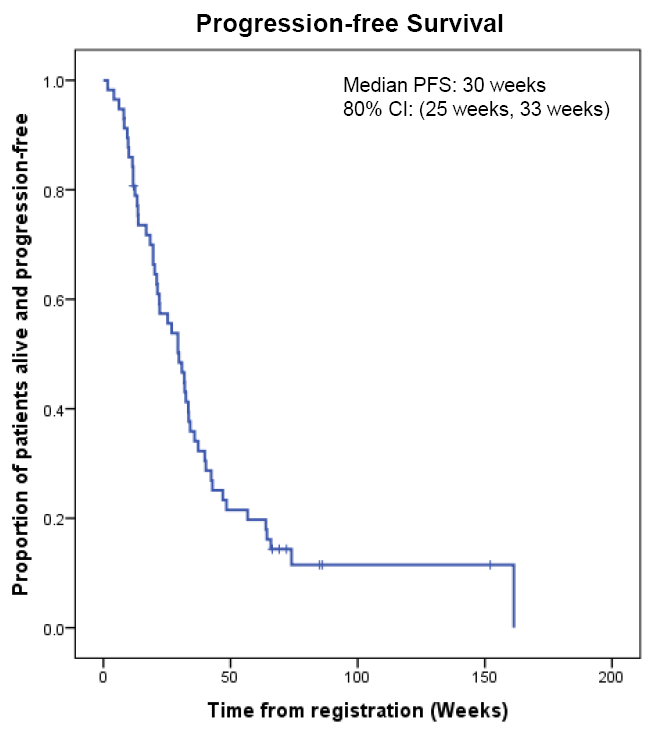 Progression-free Survival
Median PFS: 30 weeks
80% CI: (25 weeks, 33 weeks)
Proportion of patients alive and progression-free
1.0
0.8
0.6
0.4
0.2
0.0
0 50 100 150 200
Time from registration (Weeks)